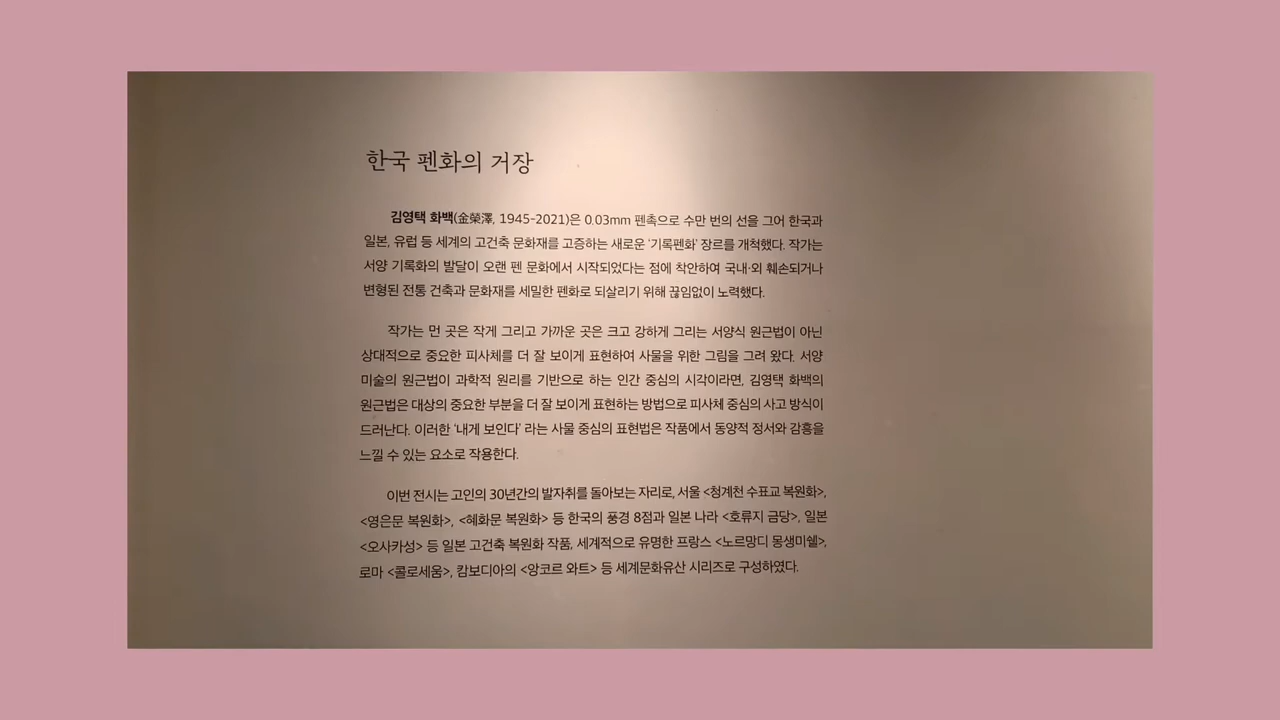 한국 펜화의 거장
김영택 화백(金榮澤, 1945-2021)은 0.03mm 펜촉으로 수만 번의 선을 그어 한국과
일본, 유럽 등 세계의 고건축 문화재를 고증하는 새로운 '기록펜화' 장르를 개척했다. 작가는
서양 기록화의 발달이 오랜 펜 문화에서 시작되었다는 점에 착안하여 국내·외 훼손되거나
변형된 전통 건축과 문화재를 세밀한 펜화로 되살리기 위해 끊임없이 노력했다.
작가는 먼 곳은 작게 그리고 가까운 곳은 크고 강하게 그리는 서양식 원근법이 아닌
상대적으로 중요한 피사체를 더 잘 보이게 표현하여 사물을 위한 그림을 그려 왔다. 서양
미술의 원근법이 과학적 원리를 기반으로 하는 인간 중심의 시각이라면, 김영택 화백의
원근법은 대상의 중요한 부분을 더 잘 보이게 표현하는 방법으로 피사체 중심의 사고 방식이
드러난다. 이러한 '내게 보인다' 라는 사물 중심의 표현법은 작품에서 동양적 정서와 감흥을
느낄 수 있는 요소로 작용한다.
이번 전시는 고인의 30년간의 발자취를 돌아보는 자리로, 서울 <청계천 수표교 복원화>,
<영은문 복원화>, <혜화문 복원화> 등 한국의 풍경 8점과 일본 나라 <호류지 금당>, 일본
<오사카성> 등 일본 고건축 복원화 작품, 세계적으로 유명한 프랑스 <노르망디 몽생미쉘>,
로마 <콜로세움>, 캄보디아의 <앙코르 와트> 등 세계문화유산 시리즈로 구성하였다.